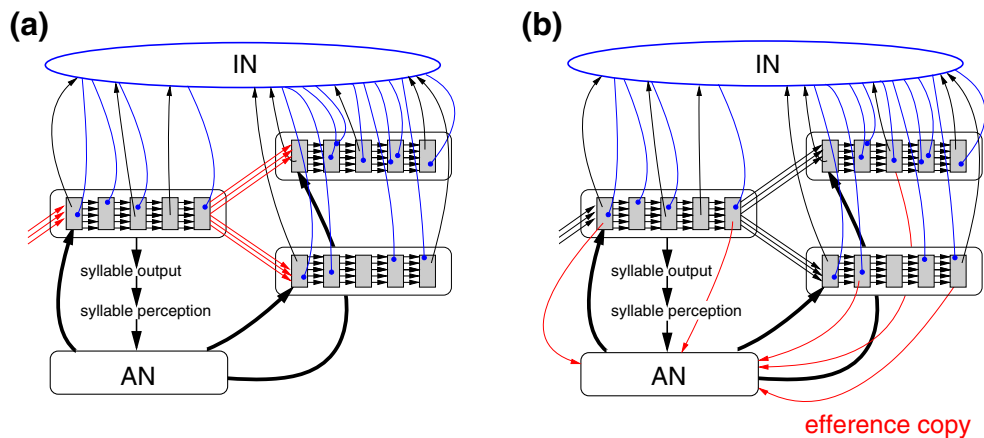 (a)
IN
syllable output
syllable perception
AN
(b)
IN
syllable output
syllable perception
AN
efference copy